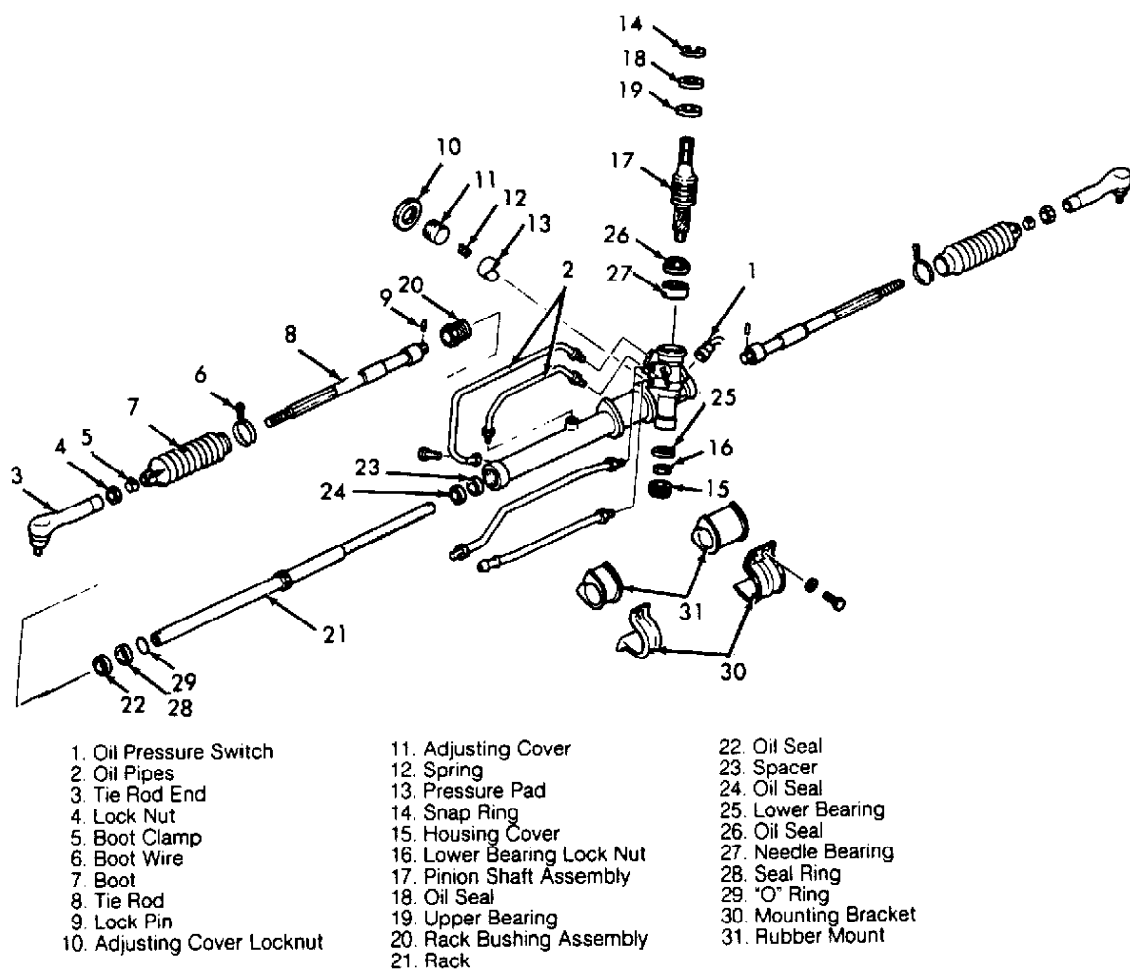 14
18
19
10
11
17
12
13
26
1
2
27
20
9
8
6
7
25
5
4
16
23
3
24
15
31
21
29
30
22
28
1. Oil Pressure Switch
2. Oil Pipes
3. Tie Rod End
4. Lock Nut
5. Boot Clamp
6. Boot Wire
7. Boot
8. Tie Rod
9. Lock Pin
10. Adjusting Cover Locknut
11. Adjusting Cover
12. Spring
13. Pressure Pad
14. Snap Ring
15. Housing Cover
16. Lower Bearing Lock Nut
17. Pinion Shaft Assembly
18. Oil Seal
19. Upper Bearing
20. Rack Bushing Assembly
21. Rack
22. Oil Seal
23. Spacer
24. Oil Seal
25. Lower Bearing
26. Oil Seal
27. Needle Bearing
28. Seal Ring
29. "O" Ring
30. Mounting Bracket
31. Rubber Mount